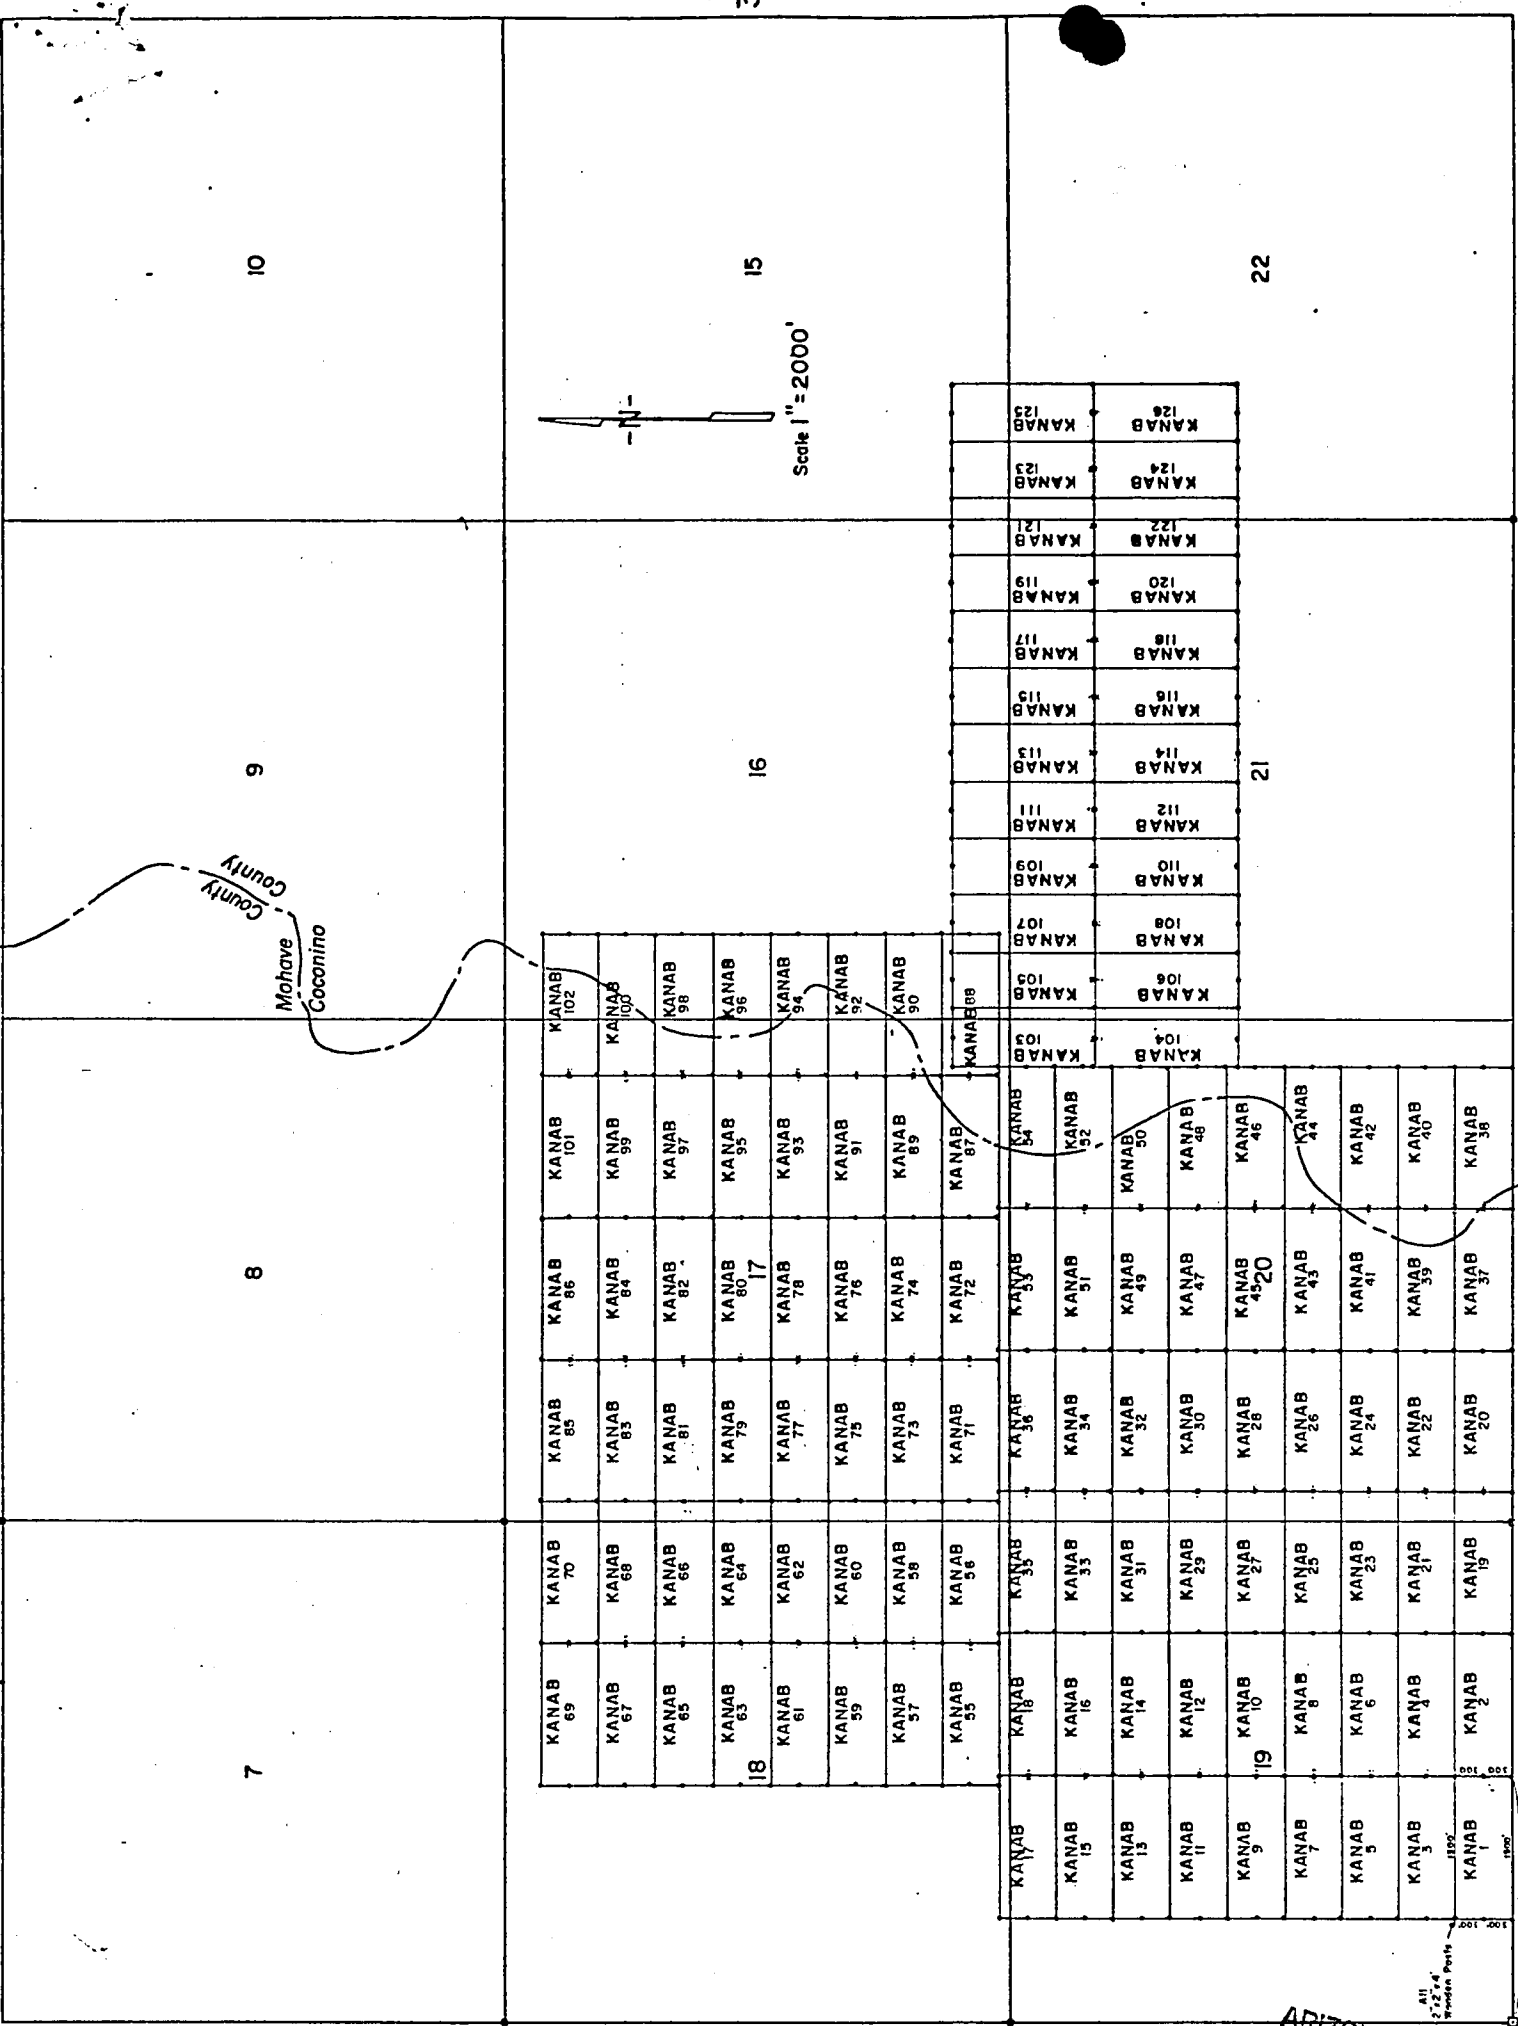 7
8
9
10
Mohave County
Coconino County
18
17
16
15
Scale 1" = 2000'
-N-
KANAB 69
KANAB 70
KANAB 85
KANAB 86
KANAB 101
KANAB 102
KANAB 67
KANAB 68
KANAB 83
KANAB 84
KANAB 99
KANAB 100
KANAB 65
KANAB 66
KANAB 81
KANAB 82
KANAB 97
KANAB 98
KANAB 63
KANAB 64
KANAB 79
KANAB 80
KANAB 95
KANAB 96
KANAB 61
KANAB 62
KANAB 77
KANAB 78
KANAB 93
KANAB 94
KANAB 59
KANAB 60
KANAB 75
KANAB 76
KANAB 91
KANAB 92
KANAB 57
KANAB 58
KANAB 73
KANAB 74
KANAB 89
KANAB 90
KANAB 55
KANAB 56
KANAB 71
KANAB 72
KANAB 87
KANAB 88
19
20
21
22
KANAB 17
KANAB 18
KANAB 35
KANAB 36
KANAB 53
KANAB 54
KANAB 15
KANAB 16
KANAB 33
KANAB 34
KANAB 51
KANAB 52
KANAB 13
KANAB 14
KANAB 31
KANAB 32
KANAB 49
KANAB 50
KANAB 11
KANAB 12
KANAB 29
KANAB 30
KANAB 47
KANAB 48
KANAB 9
KANAB 10
KANAB 27
KANAB 28
KANAB 45
KANAB 46
KANAB 7
KANAB 8
KANAB 25
KANAB 26
KANAB 43
KANAB 44
KANAB 5
KANAB 6
KANAB 23
KANAB 24
KANAB 41
KANAB 42
KANAB 3
KANAB 4
KANAB 21
KANAB 22
KANAB 39
KANAB 40
KANAB 1
KANAB 2
KANAB 19
KANAB 20
KANAB 37
KANAB 38
KANAB 103
KANAB 105
KANAB 107
KANAB 109
KANAB 111
KANAB 113
KANAB 115
KANAB 117
KANAB 119
KANAB 121
KANAB 123
KANAB 125
KANAB 104
KANAB 106
KANAB 108
KANAB 110
KANAB 112
KANAB 114
KANAB 116
KANAB 118
KANAB 120
KANAB 122
KANAB 124
KANAB 126
All
2"x2"x4'
Wooden Posts
300' 300'
1500'
1500'
300' 300'